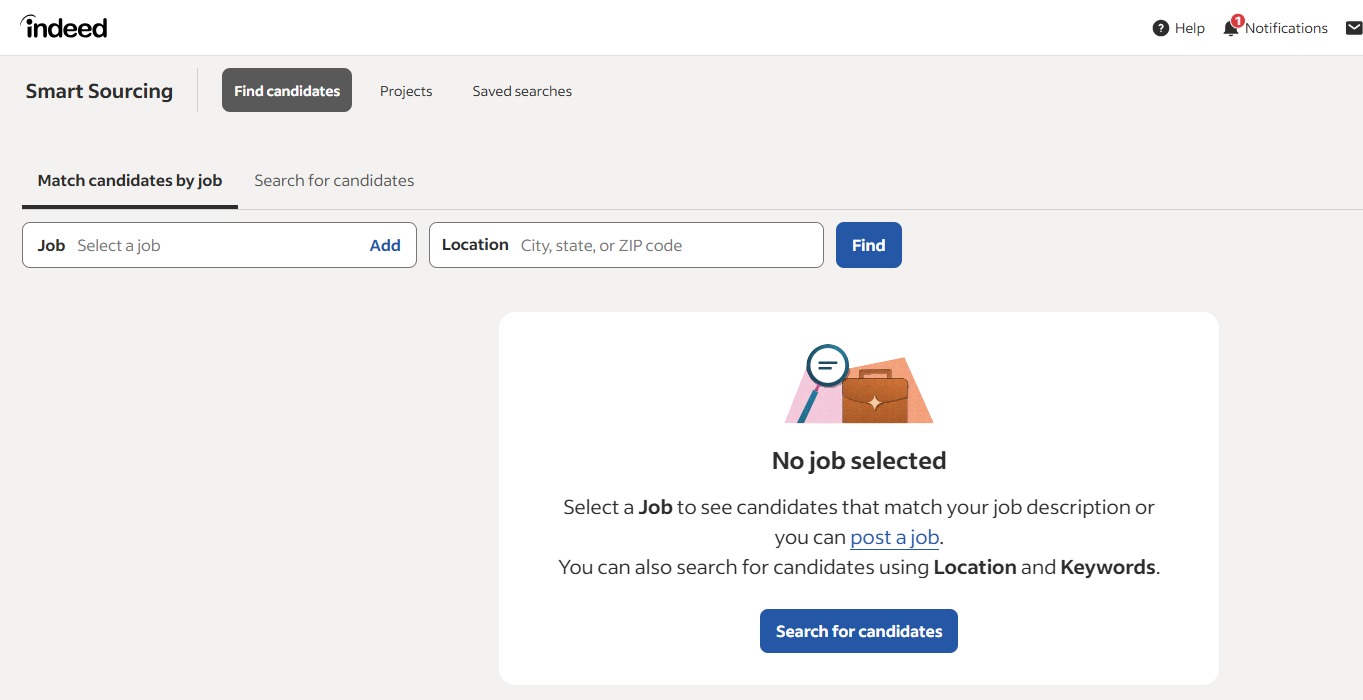 indeed
Help 1 Notifications
Smart Sourcing Find candidates Projects Saved searches
Match candidates by job Search for candidates
Job Select a job Add Location City, state, or ZIP code Find
No job selected
Select a Job to see candidates that match your job description or
you can post a job.
You can also search for candidates using Location and Keywords.
Search for candidates